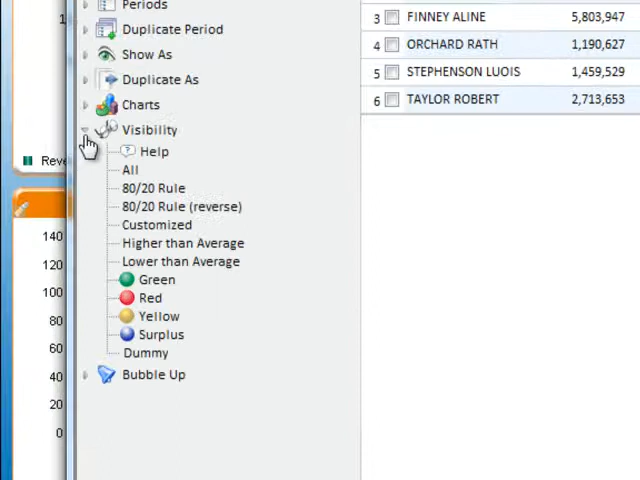 Periods
Duplicate Period
Show As
Duplicate As
Charts
Visibility
Help
All
80/20 Rule
80/20 Rule (reverse)
Customized
Higher than Average
Lower than Average
Green
Red
Yellow
Surplus
Dummy
Bubble Up
3 FINNEY ALINE 5,803,947
4 ORCHARD RATH 1,190,627
5 STEPHENSON LUOIS 1,459,529
6 TAYLOR ROBERT 2,713,653
1
Reve
140
120
100
80
60
40
20
0